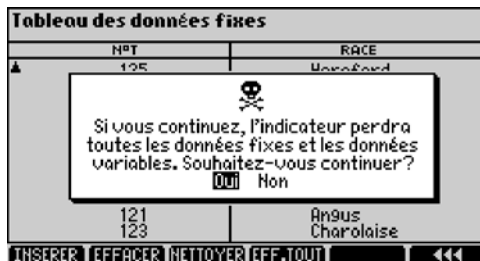 Tableau des données fixes
N°T RACE
125 Hereford
Si vous continuez, l'indicateur perdra
toutes les données fixes et les données
variables. Souhaitez-vous continuer?
Oui Non
121 Angus
123 Charolaise
INSERER EFFACER NETTOYER EFF.TOUT